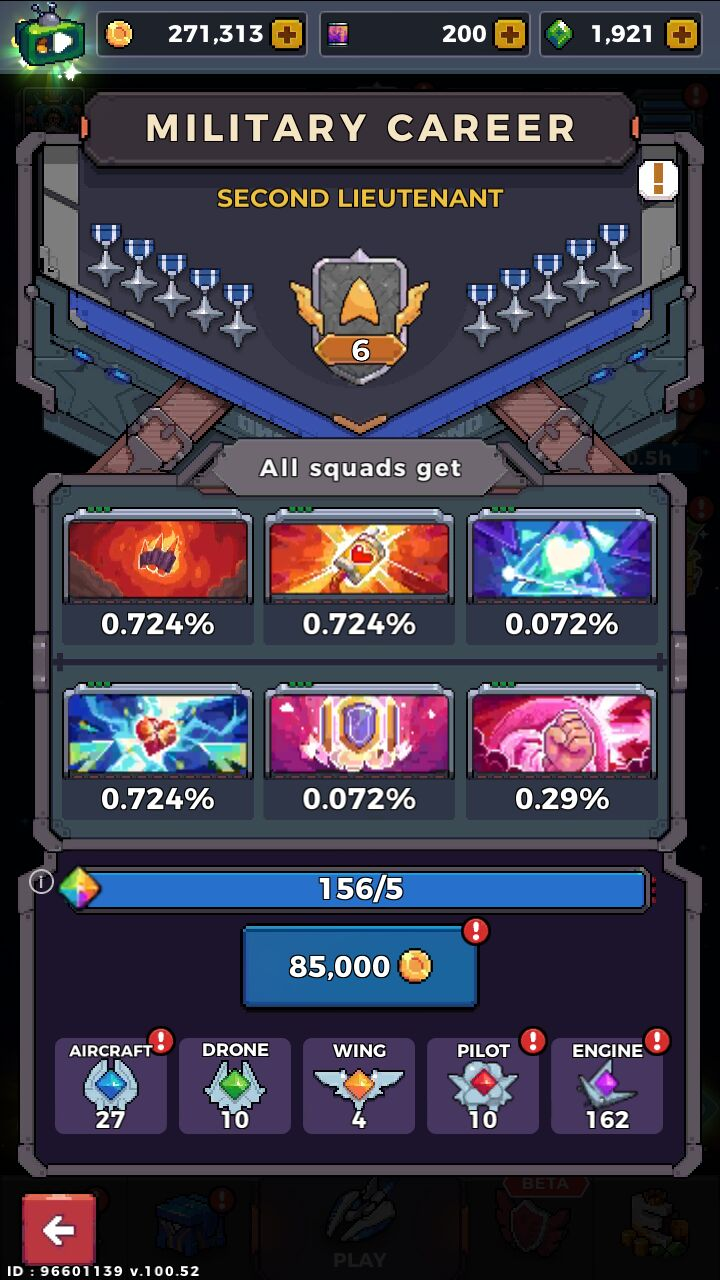 271,313
200
1,921
MILITARY CAREER
SECOND LIEUTENANT
6
0.5h
All squads get
0.724%
0.724%
0.072%
0.724%
0.072%
0.29%
156/5
85,000
AIRCRAFT
DRONE
WING
PILOT
ENGINE
27
10
4
10
162
BETA
PLAY
ID : 96601139 v.100.52